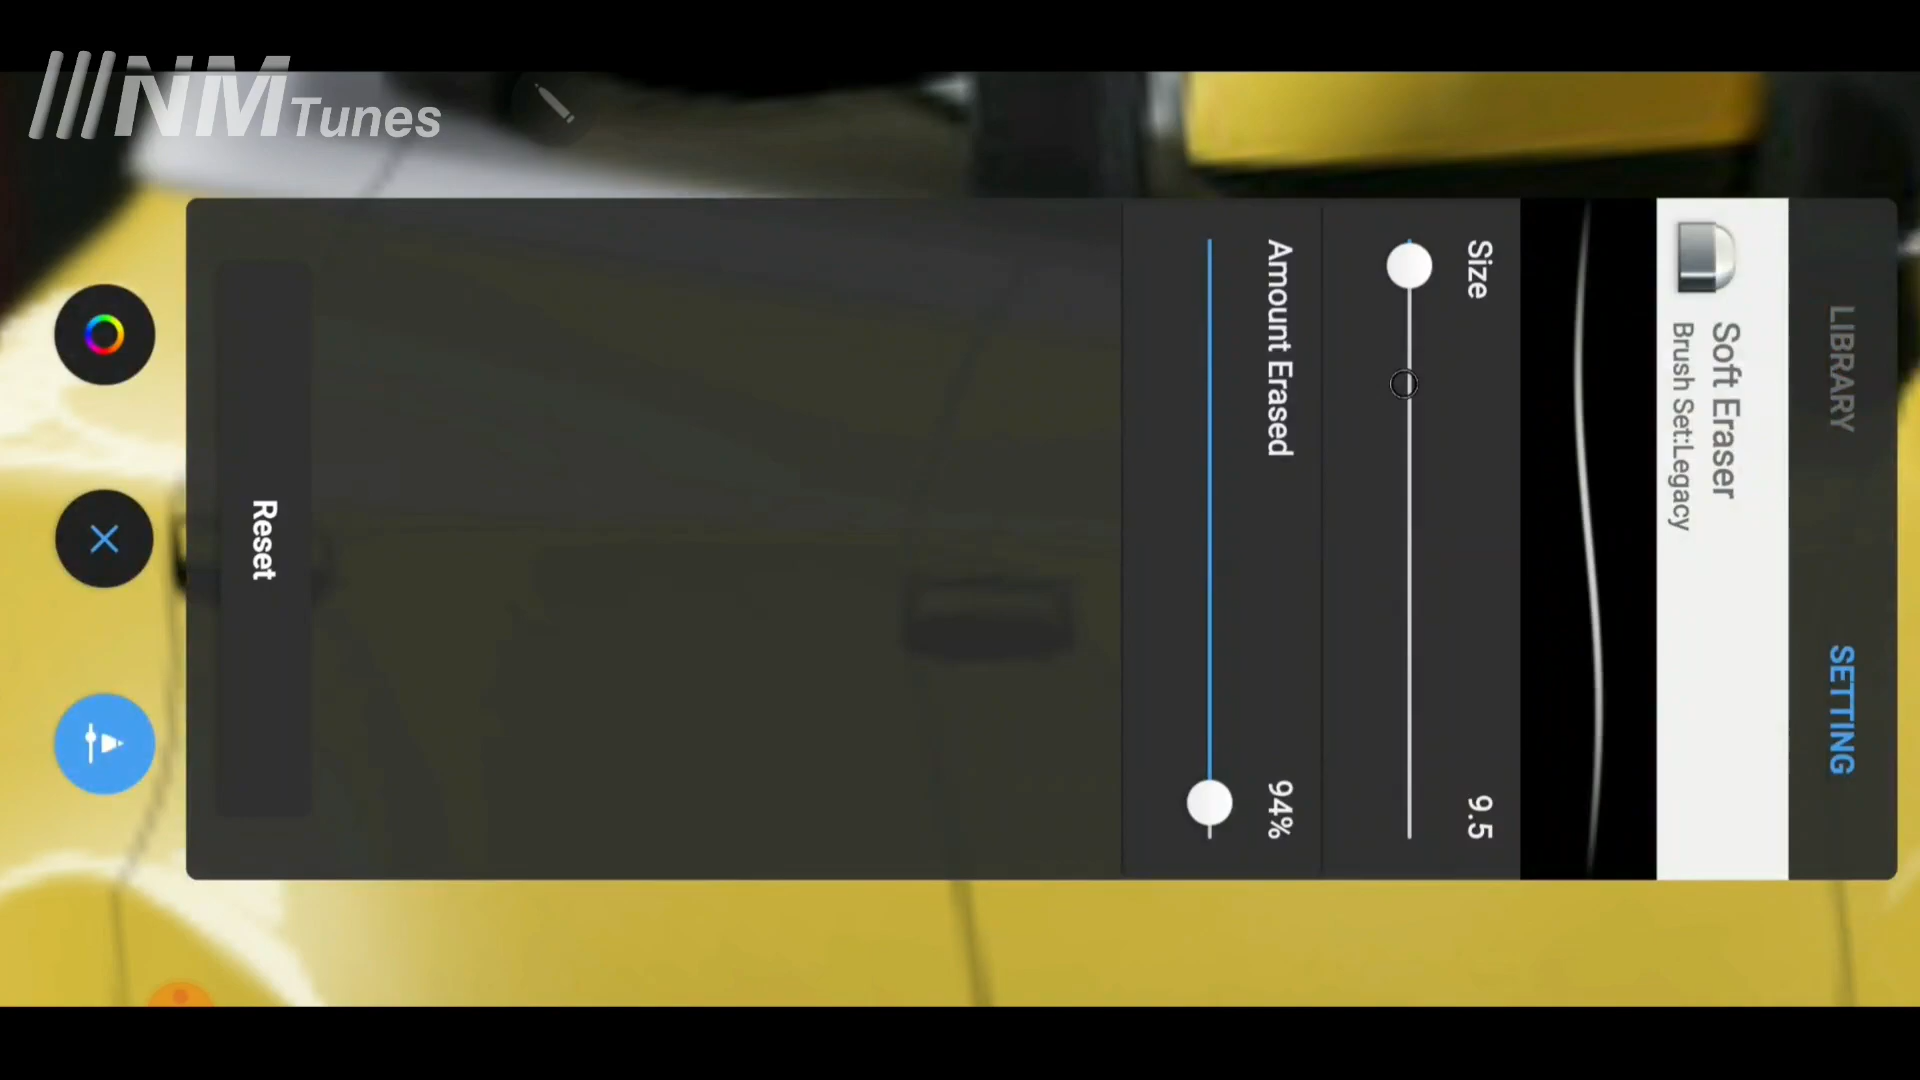 ///NM Tunes
LIBRARY
SETTING
Soft Eraser
Brush Set:Legacy
Size
9.5
Amount Erased
94%
Reset